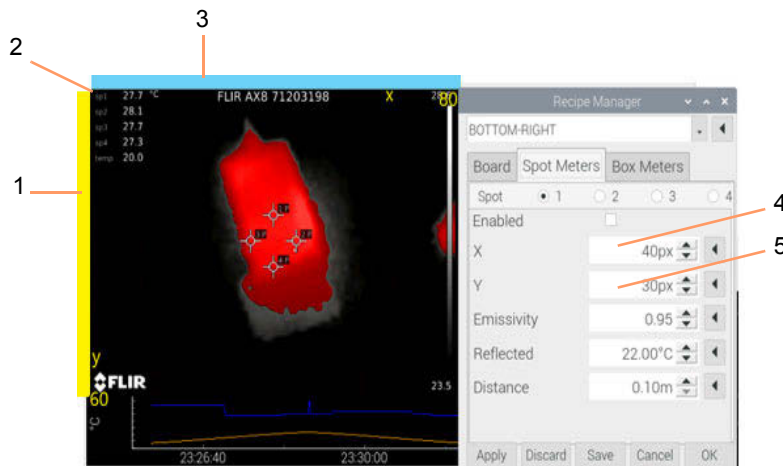 3
2
sp1 27.7 °C FLIR AX8 71203198 X 80
sp2 28.1
sp3 27.7
sp4 27.3
temp 20.0
1
y
FLIR
60
23.5
°C
23:26:40 23:30:00
Recipe Manager
BOTTOM-RIGHT
Board Spot Meters Box Meters
Spot 1 2 3 4
Enabled
4
X 40px
5
Y 30px
Emissivity 0.95
Reflected 22.00°C
Distance 0.10m
Apply Discard Save Cancel OK